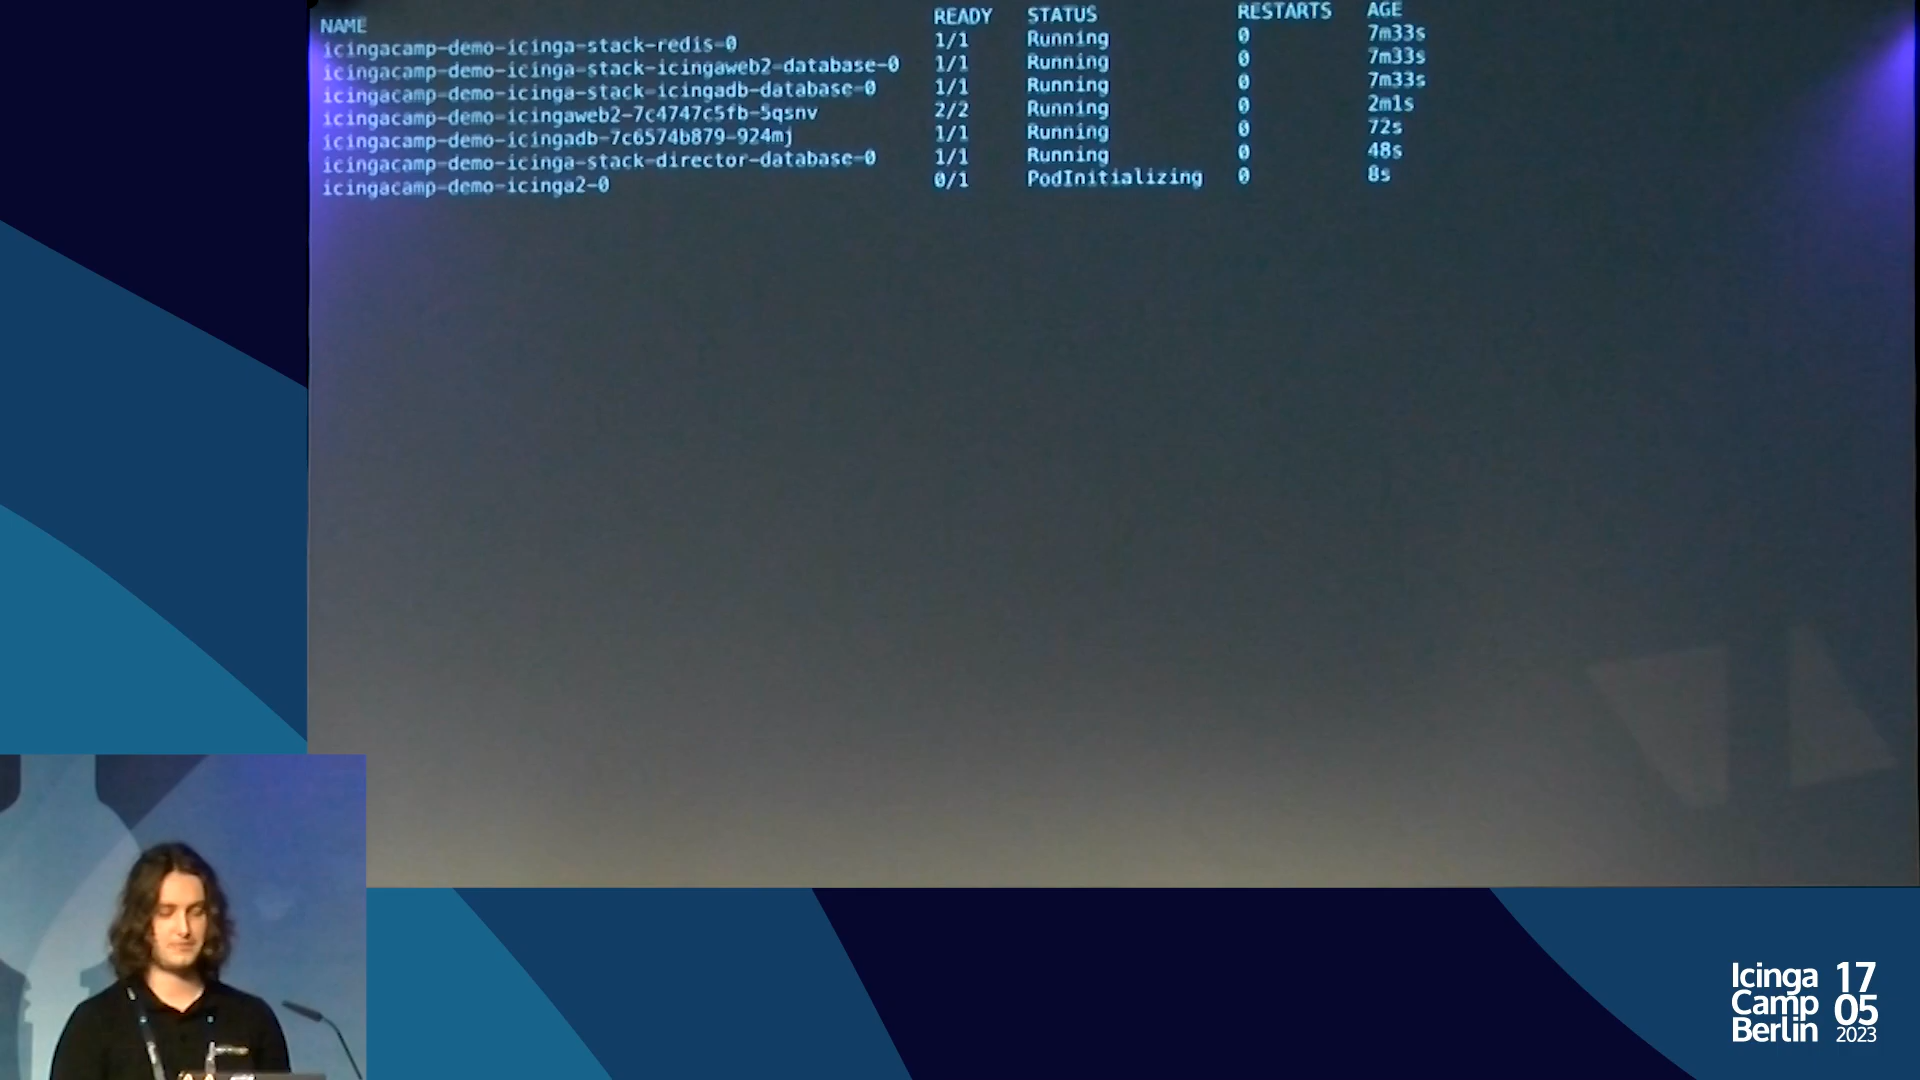 NAME READY STATUS RESTARTS AGE
icingacamp-demo-icinga-stack-redis-0 1/1 Running 0 7m33s
icingacamp-demo-icinga-stack-icingaweb2-database-0 1/1 Running 0 7m33s
icingacamp-demo-icinga-stack-icingadb-database-0 1/1 Running 0 7m33s
icingacamp-demo-icingaweb2-7c4747c5fb-5qsnv 2/2 Running 0 2m1s
icingacamp-demo-icingadb-7c6574b879-924mj 1/1 Running 0 72s
icingacamp-demo-icinga-stack-director-database-0 1/1 Running 0 48s
icingacamp-demo-icinga2-0 0/1 PodInitializing 0 8s
Icinga 17
Camp 05
Berlin 2023